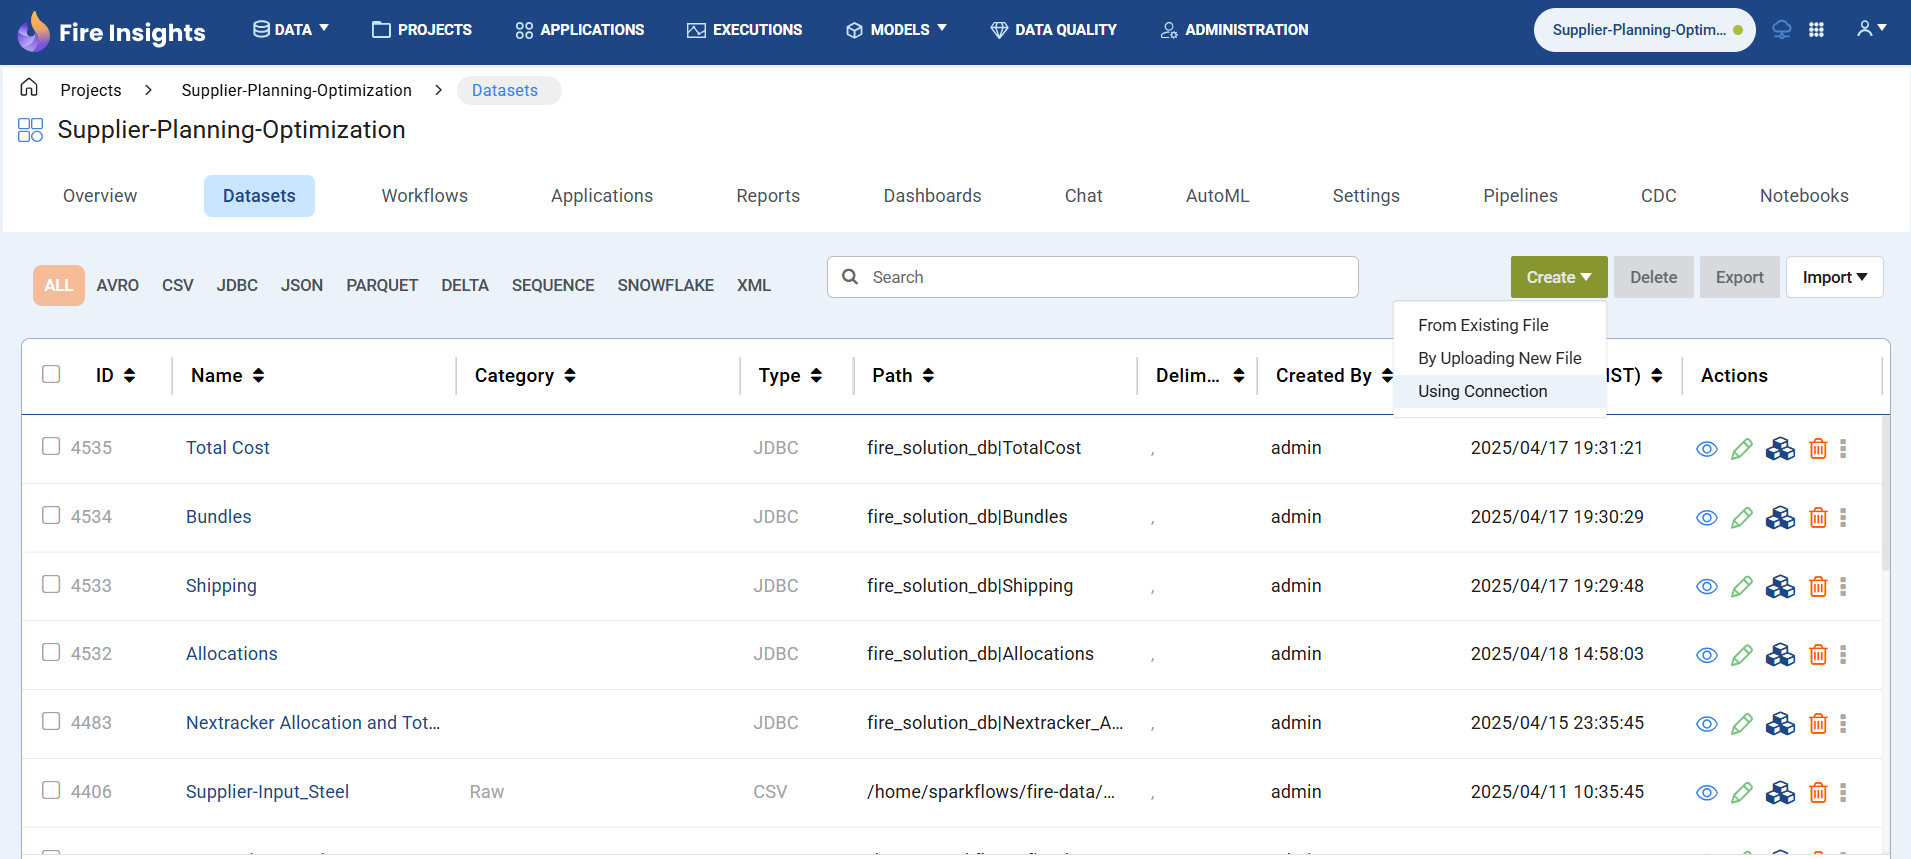 Fire Insights DATA PROJECTS APPLICATIONS EXECUTIONS MODELS DATA QUALITY ADMINISTRATION Supplier-Planning-Optim...
Projects > Supplier-Planning-Optimization > Datasets
Supplier-Planning-Optimization
Overview Datasets Workflows Applications Reports Dashboards Chat AutoML Settings Pipelines CDC Notebooks
ALL AVRO CSV JDBC JSON PARQUET DELTA SEQUENCE SNOWFLAKE XML Search Create Delete Export Import
From Existing File
By Uploading New File
Using Connection
ID Name Category Type Path Delim... Created By IST) Actions
4535 Total Cost JDBC fire_solution_db|TotalCost , admin 2025/04/17 19:31:21
4534 Bundles JDBC fire_solution_db|Bundles , admin 2025/04/17 19:30:29
4533 Shipping JDBC fire_solution_db|Shipping , admin 2025/04/17 19:29:48
4532 Allocations JDBC fire_solution_db|Allocations , admin 2025/04/18 14:58:03
4483 Nextracker Allocation and Tot... JDBC fire_solution_db|Nextracker_A... , admin 2025/04/15 23:35:45
4406 Supplier-Input_Steel Raw CSV /home/sparkflows/fire-data/... , admin 2025/04/11 10:35:45